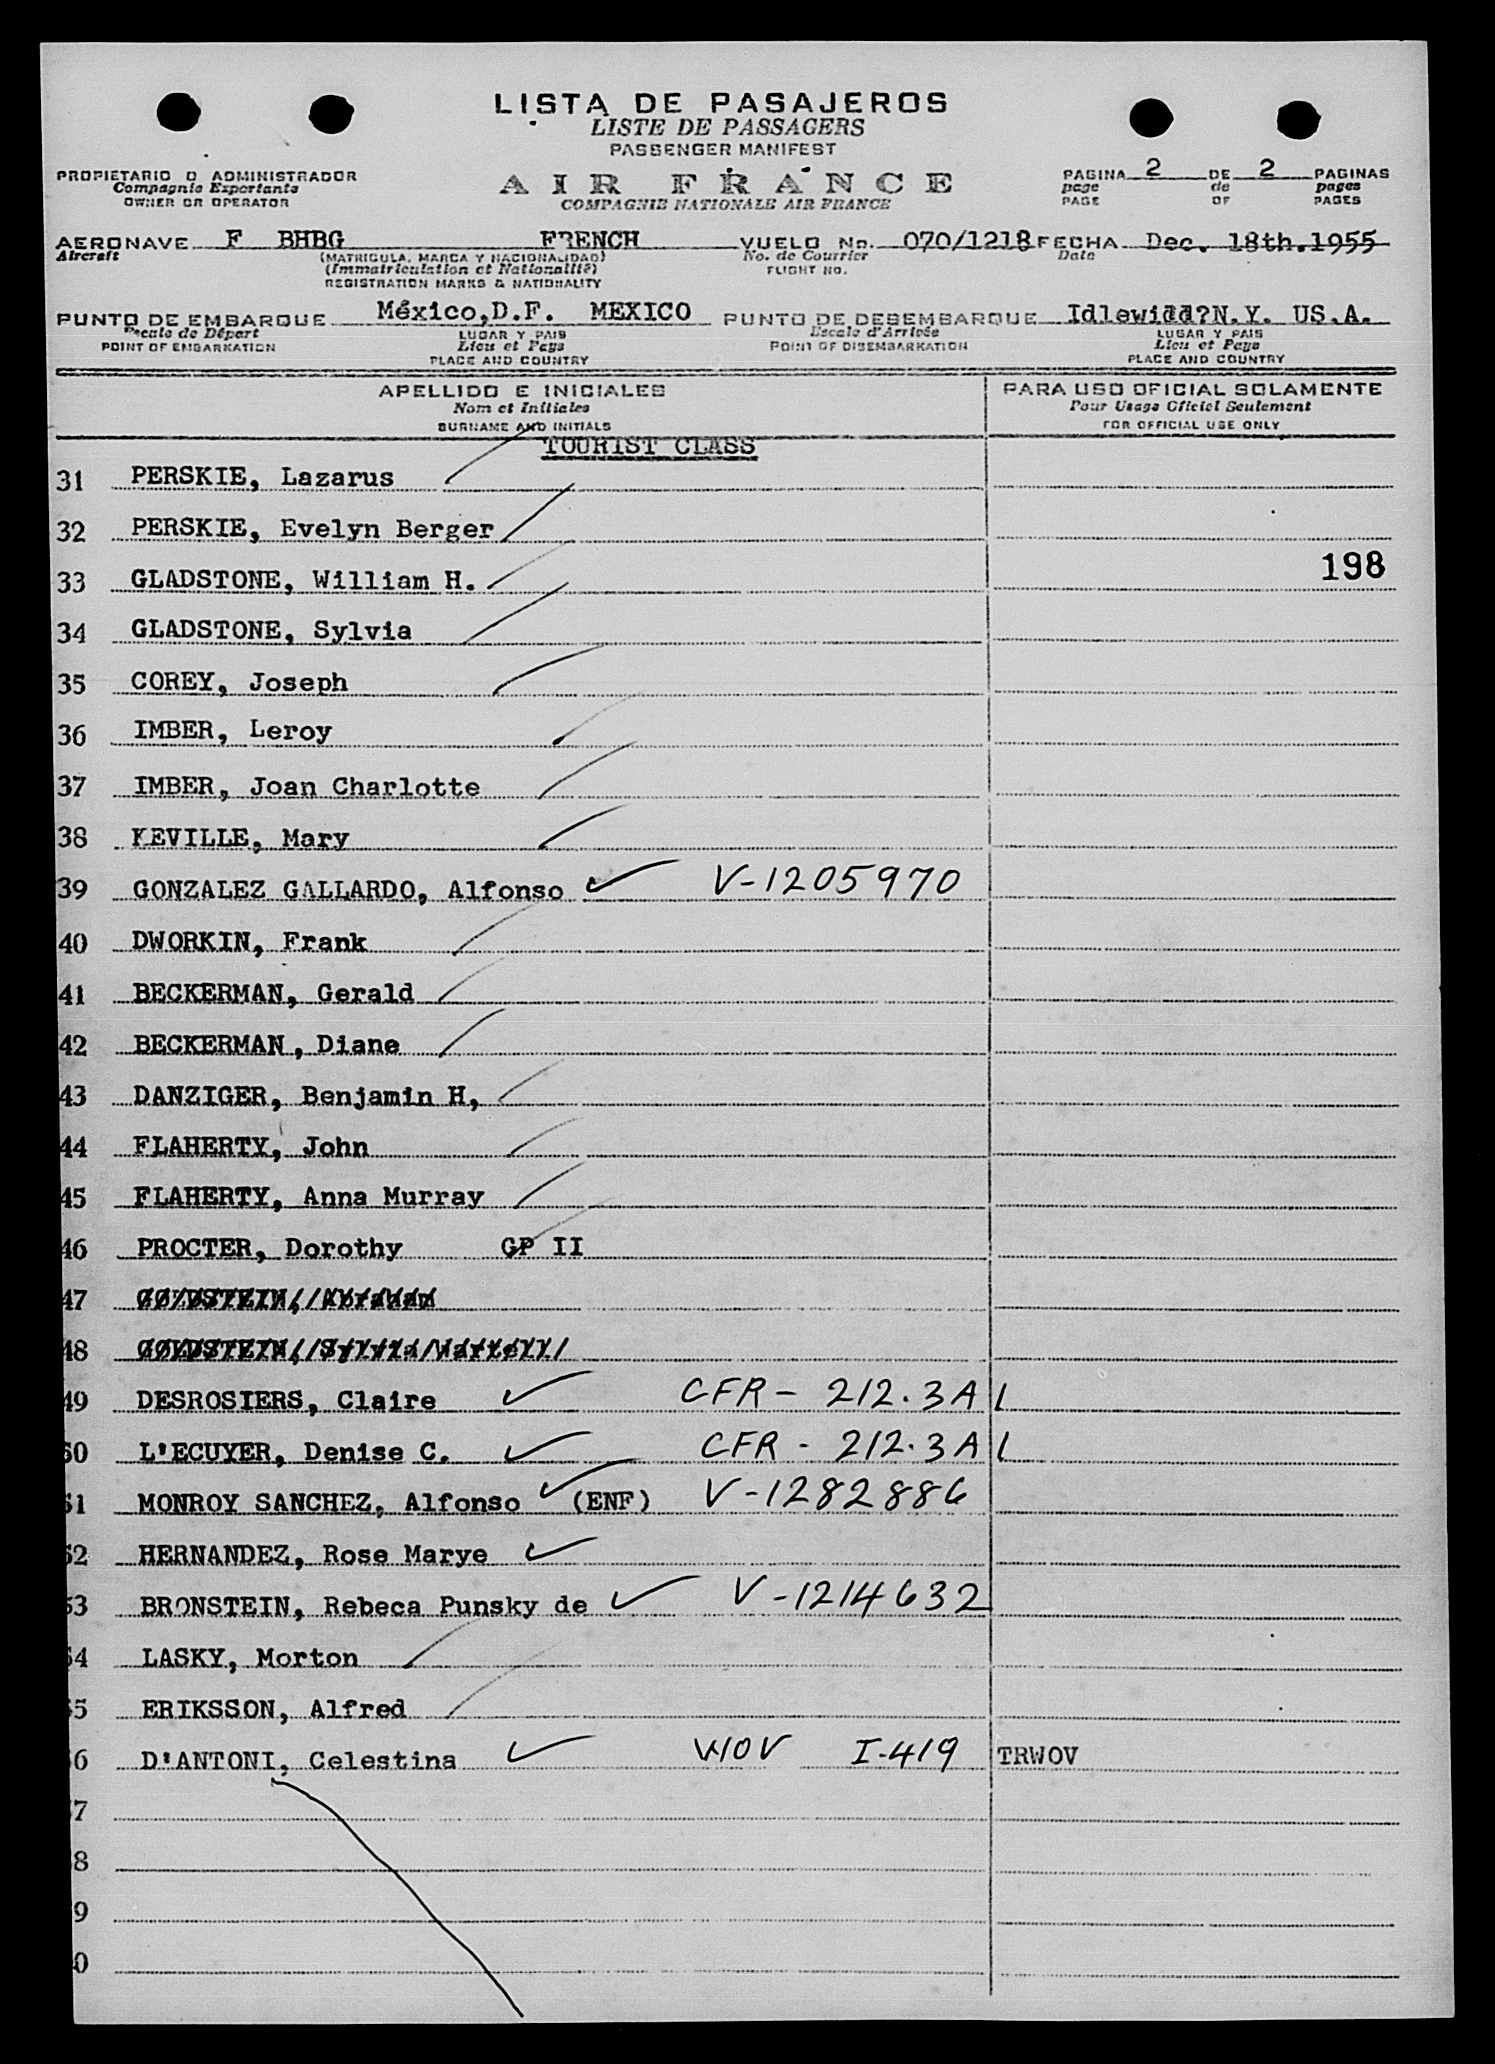 LISTA DE PASAJEROS
LISTE DE PASSAGERS
PASSENGER MANIFEST
PROPIETARIO O ADMINISTRADOR
Compagnie Exportante
OWNER OR OPERATOR
AIR FRANCE
COMPAGNIE NATIONALE AIR FRANCE
PAGINA 2 DE 2 PAGINAS
page de pages
PAGE OF PAGES
AERONAVE F BHBG FRENCH VUELO No. 070/1218 FECHA Dec. 18th.1955
Aircraft (MATRICULA, MARCA Y NACIONALIDAD) No. de Courrier Date
(Immatriculation et Nationalité) FLIGHT NO.
REGISTRATION MARKS & NATIONALITY
PUNTO DE EMBARQUE México,D.F. MEXICO PUNTO DE DESEMBARQUE Idlewidd?N.Y. US.A.
Escale de Départ LUGAR Y PAIS Escale d'Arrivée LUGAR Y PAIS
POINT OF EMBARKATION Lieu et Pays POINT OF DISEMBARKATION Lieu et Pays
PLACE AND COUNTRY PLACE AND COUNTRY
APELLIDO E INICIALES PARA USO OFICIAL SOLAMENTE
Nom et Initiales Pour Usage Officiel Seulement
SURNAME AND INITIALS FOR OFFICIAL USE ONLY
TOURIST CLASS
31 PERSKIE, Lazarus
32 PERSKIE, Evelyn Berger
198
33 GLADSTONE, William H.
34 GLADSTONE, Sylvia
35 COREY, Joseph
36 IMBER, Leroy
37 IMBER, Joan Charlotte
38 KEVILLE, Mary
39 GONZALEZ GALLARDO, Alfonso V-1205970
40 DWORKIN, Frank
41 BECKERMAN, Gerald
42 BECKERMAN, Diane
43 DANZIGER, Benjamin H,
44 FLAHERTY, John
45 FLAHERTY, Anna Murray
46 PROCTER, Dorothy GP II
47 GOLDSTEIN, Abraham
48 GOLDSTEIN, Sylvia Martell
49 DESROSIERS, Claire CFR - 212.3A1
50 L'ECUYER, Denise C. CFR - 212.3A1
51 MONROY SANCHEZ, Alfonso (ENF) V-1282886
52 HERNANDEZ, Rose Marye
53 BRONSTEIN, Rebeca Punsky de V-1214632
54 LASKY, Morton
55 ERIKSSON, Alfred
6 D'ANTONI, Celestina WOV I-419 TRWOV
7
8
9
0